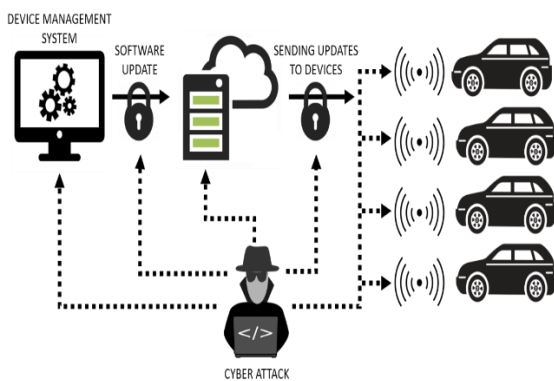 DEVICE MANAGEMENT
SYSTEM
SOFTWARE
UPDATE
SENDING UPDATES
TO DEVICES
</>
CYBER ATTACK